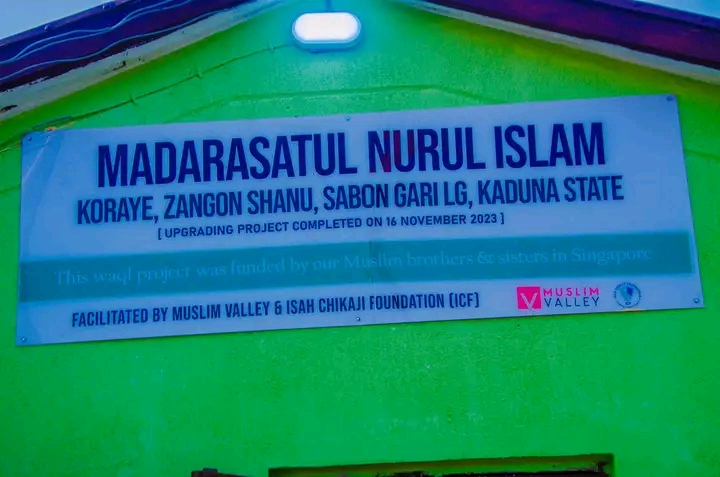 MADARASATUL NURUL ISLAM
KORAYE, ZANGON SHANU, SABON GARI LG, KADUNA STATE
[ UPGRADING PROJECT COMPLETED ON 16 NOVEMBER 2023 ]
This waqf project was funded by our Muslim brothers & sisters in Singapore
FACILITATED BY MUSLIM VALLEY & ISAH CHIKAJI FOUNDATION (ICF)
MUSLIM
VALLEY